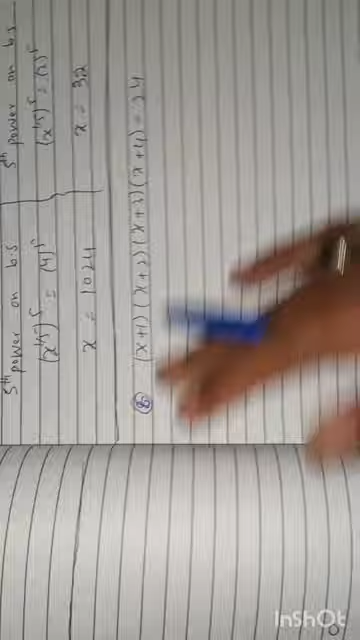 5th power on b.s
(x^1/5)^5 = (4)^5
x = 1024
5th power on b.s
(x^1/5)^5 = (2)^5
x = 32
⑧ (x+1)(x+2)(x+3)(x+4)=24
InShOt